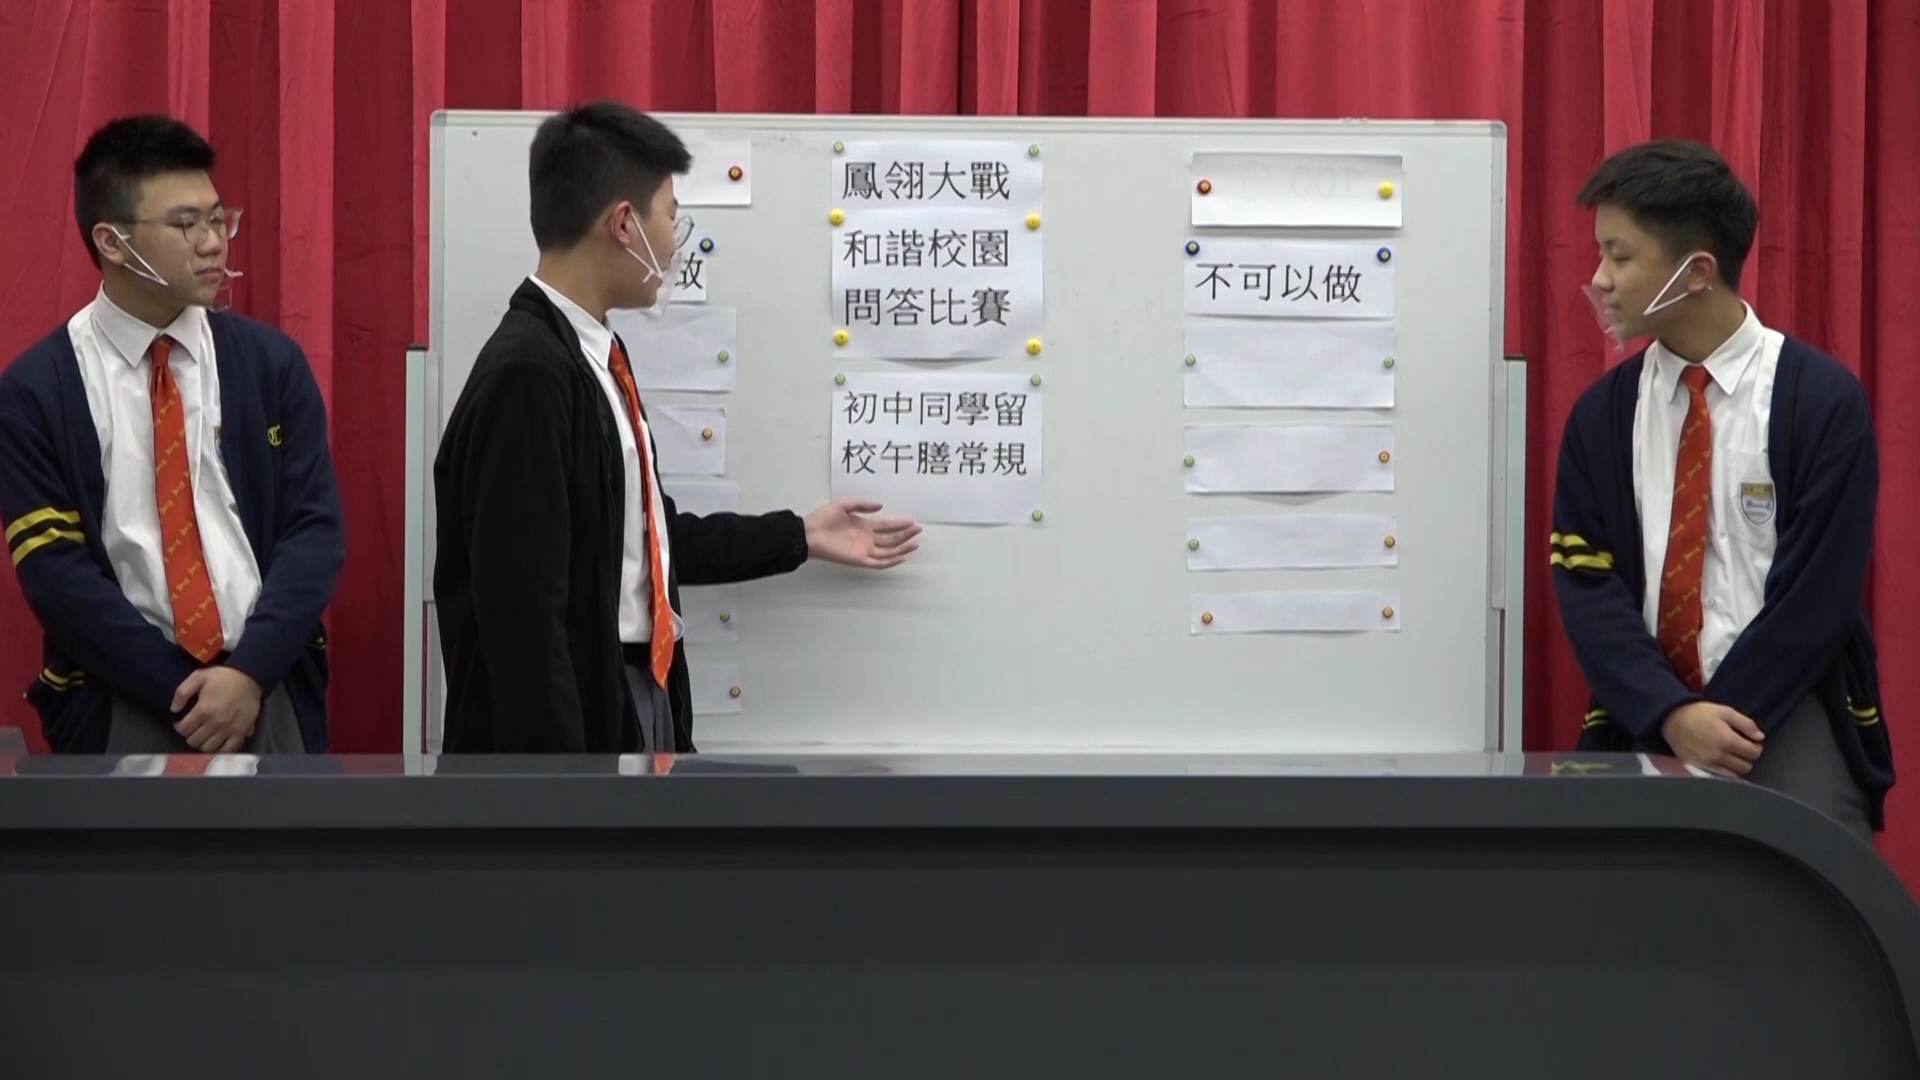 鳳翎大戰
和諧校園
問答比賽
初中同學留
校午膳常規
做
不可以做